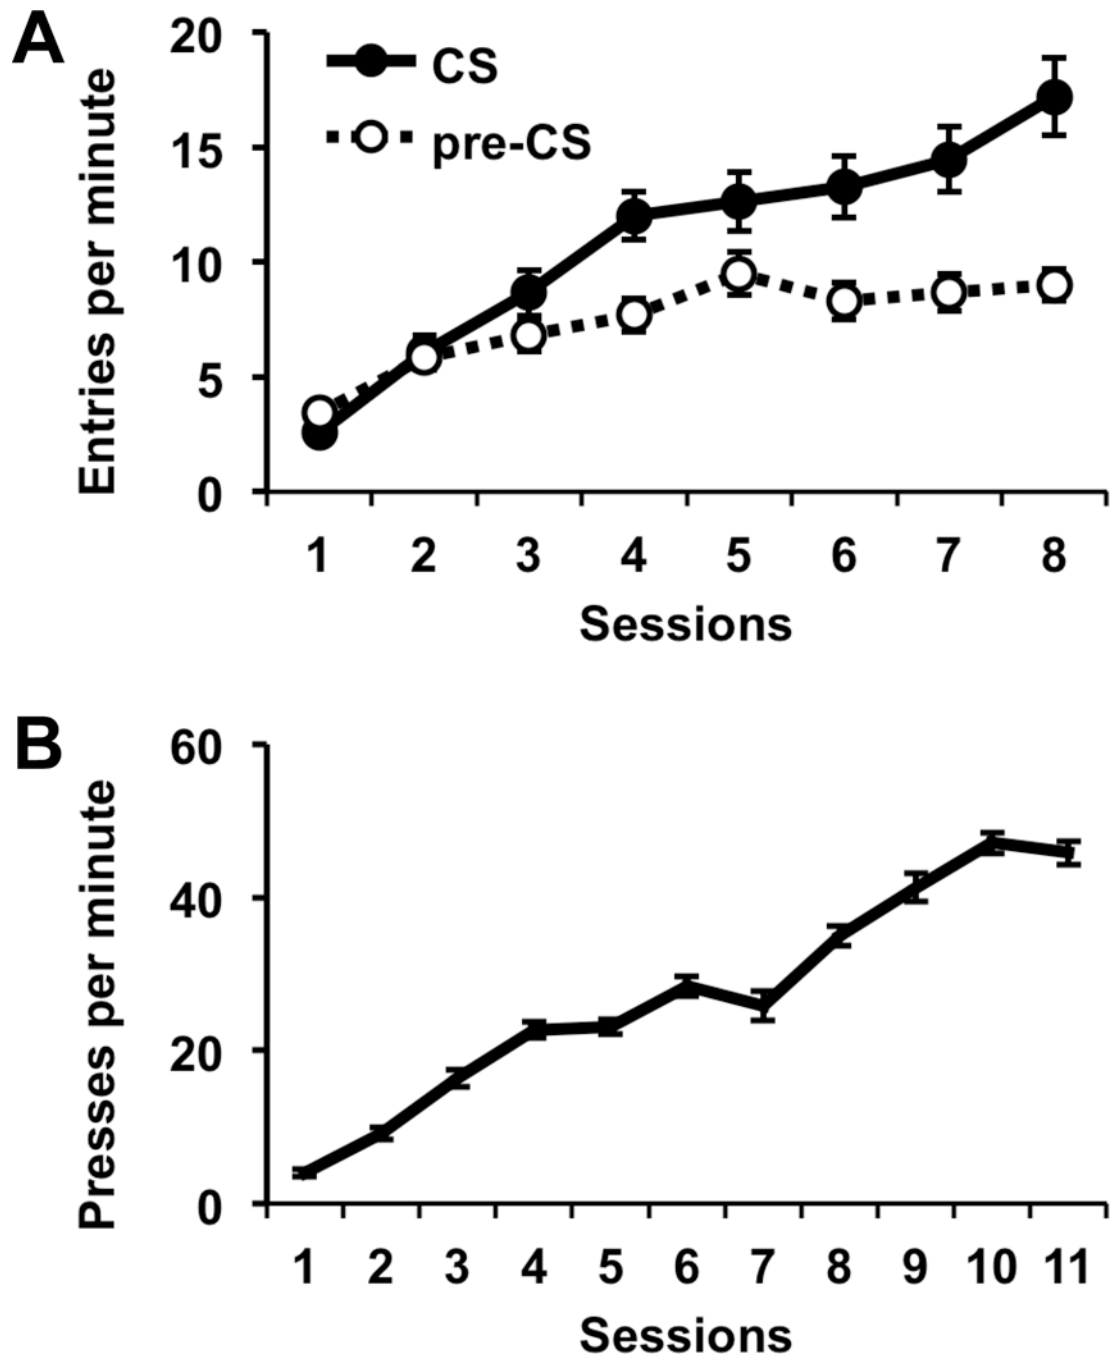 A
20
15
10
5
0
Entries per minute
CS
pre-CS
1 2 3 4 5 6 7 8
Sessions
B
60
40
20
0
Presses per minute
1 2 3 4 5 6 7 8 9 10 11
Sessions